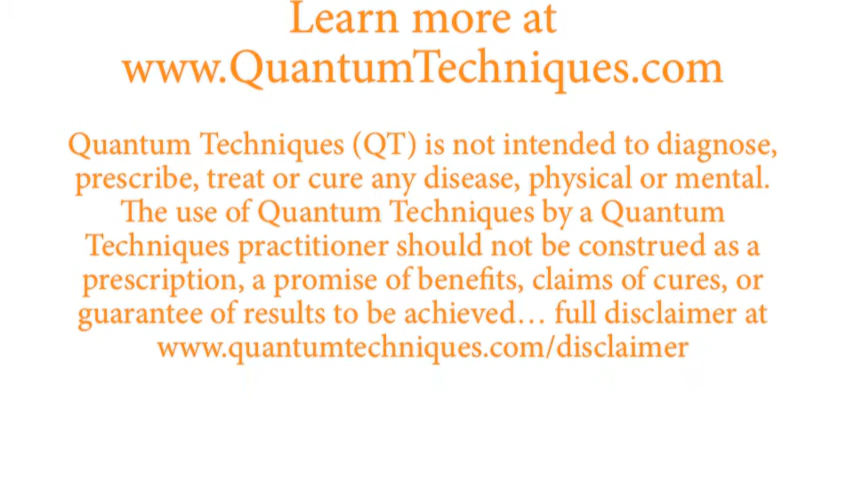 Learn more at
www.QuantumTechniques.com
Quantum Techniques (QT) is not intended to diagnose,
prescribe, treat or cure any disease, physical or mental.
The use of Quantum Techniques by a Quantum
Techniques practitioner should not be construed as a
prescription, a promise of benefits, claims of cures, or
guarantee of results to be achieved… full disclaimer at
www.quantumtechniques.com/disclaimer